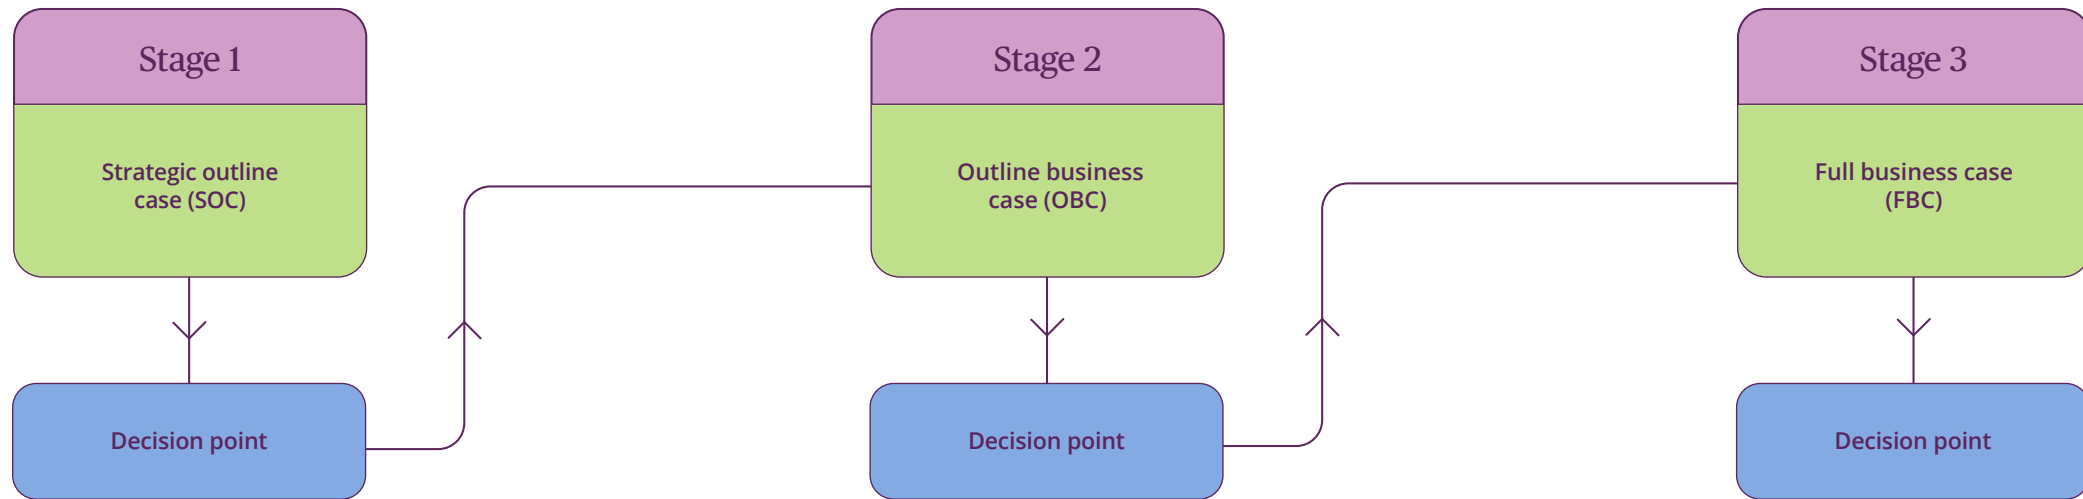 Stage 1
Strategic outline
case (SOC)
Decision point
Stage 2
Outline business
case (OBC)
Decision point
Stage 3
Full business case
(FBC)
Decision point